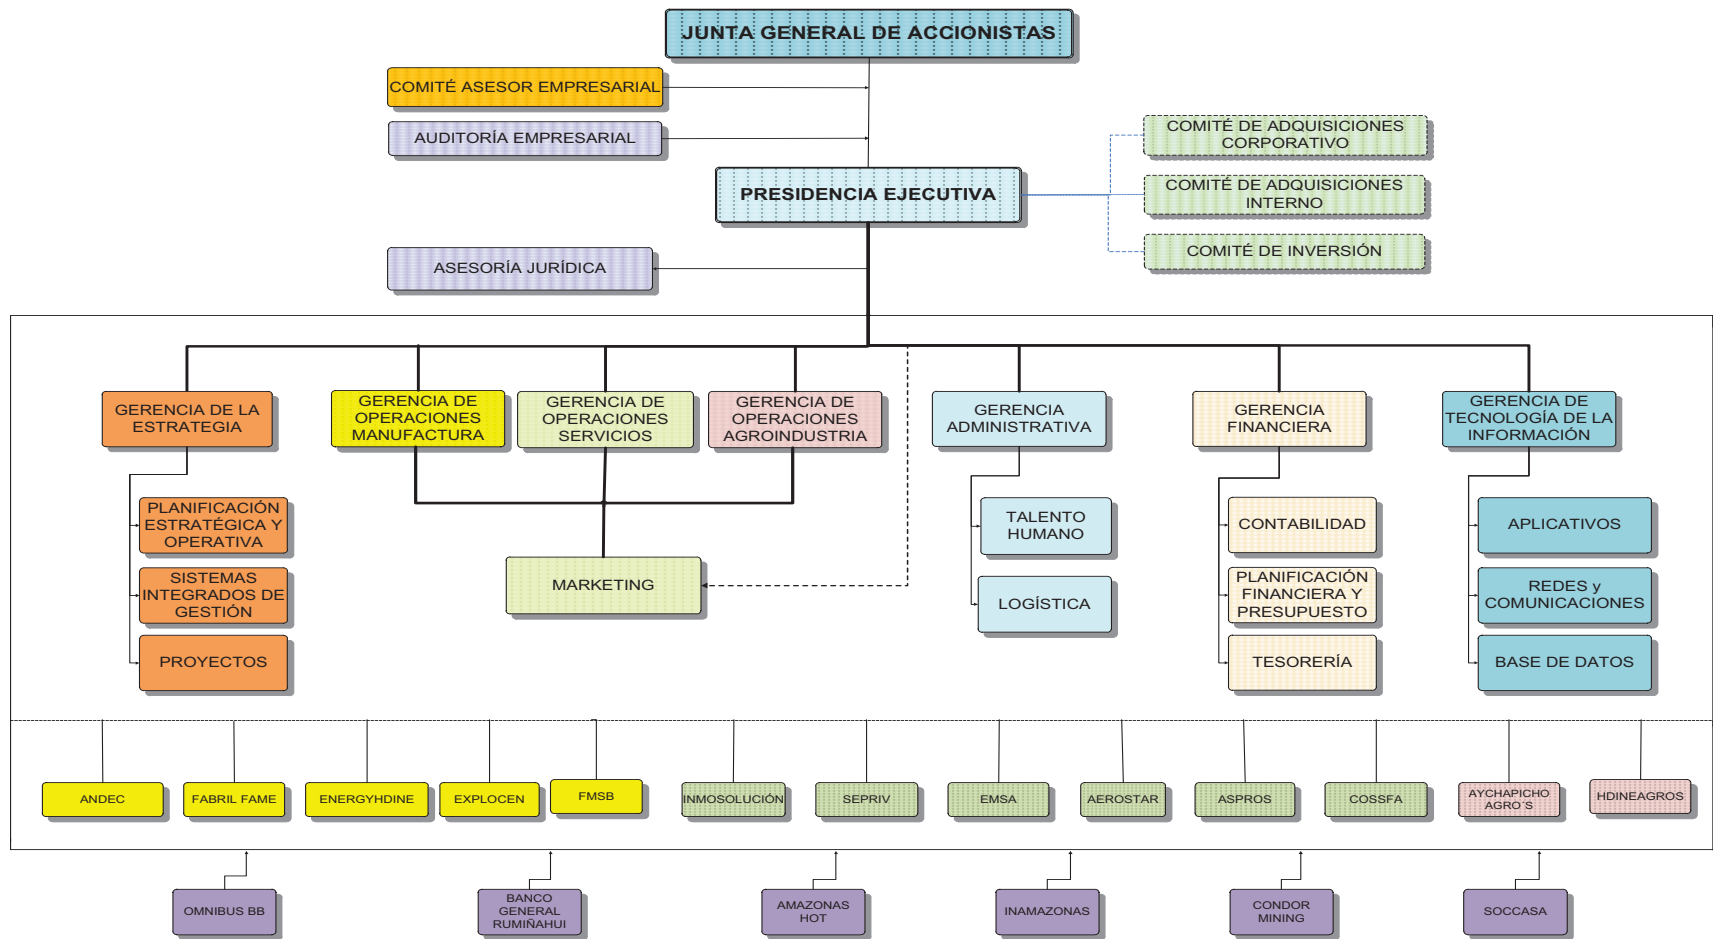 JUNTA GENERAL DE ACCIONISTAS
COMITÉ ASESOR EMPRESARIAL
AUDITORÍA EMPRESARIAL
COMITÉ DE ADQUISICIONES
CORPORATIVO
PRESIDENCIA EJECUTIVA
COMITÉ DE ADQUISICIONES
INTERNO
COMITÉ DE INVERSIÓN
ASESORÍA JURÍDICA
GERENCIA DE LA
ESTRATEGIA
GERENCIA DE
OPERACIONES
MANUFACTURA
GERENCIA DE
OPERACIONES
SERVICIOS
GERENCIA DE
OPERACIONES
AGROINDUSTRIA
GERENCIA
ADMINISTRATIVA
GERENCIA
FINANCIERA
GERENCIA DE
TECNOLOGÍA DE LA
INFORMACIÓN
PLANIFICACIÓN
ESTRATÉGICA Y
OPERATIVA
SISTEMAS
INTEGRADOS DE
GESTIÓN
PROYECTOS
MARKETING
TALENTO
HUMANO
LOGÍSTICA
CONTABILIDAD
PLANIFICACIÓN
FINANCIERA Y
PRESUPUESTO
TESORERÍA
APLICATIVOS
REDES y
COMUNICACIONES
BASE DE DATOS
ANDEC
FABRIL FAME
ENERGYHDINE
EXPLOCEN
FMSB
INMOSOLUCIÓN
SEPRIV
EMSA
AEROSTAR
ASPROS
COSSFA
AYCHAPICHO
AGRO´S
HDINEAGROS
OMNIBUS BB
BANCO
GENERAL
RUMIÑAHUI
AMAZONAS
HOT
INAMAZONAS
CONDOR
MINING
SOCCASA